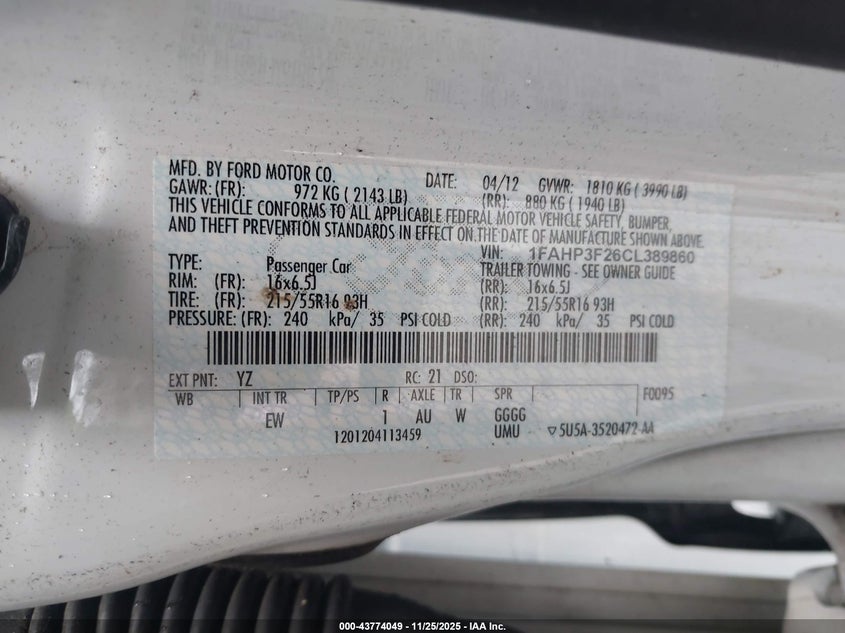 MFD. BY FORD MOTOR CO. DATE: 04/12 GVWR: 1810 KG ( 3990 LB)
GAWR: (FR): 972 KG ( 2143 LB) (RR): 880 KG ( 1940 LB)
THIS VEHICLE CONFORMS TO ALL APPLICABLE FEDERAL MOTOR VEHICLE SAFETY, BUMPER,
AND THEFT PREVENTION STANDARDS IN EFFECT ON THE DATE OF MANUFACTURE SHOWN ABOVE.
VIN: 1FAHP3F26CL389860
TYPE: Passenger Car TRAILER TOWING - SEE OWNER GUIDE
RIM: (FR): 16x6.5J (RR): 16x6.5J
TIRE: (FR): 215/55R16 93H (RR): 215/55R16 93H
PRESSURE: (FR): 240 kPa/ 35 PSI COLD (RR): 240 kPa/ 35 PSI COLD
EXT PNT: YZ RC: 21 DSO:
WB INT TR TP/PS R AXLE TR SPR F0095
EW 1 AU W GGGG
1201204113459 UMU ▽5U5A-3520472-AA
000-43774049 - 11/25/2025 - IAA Inc.